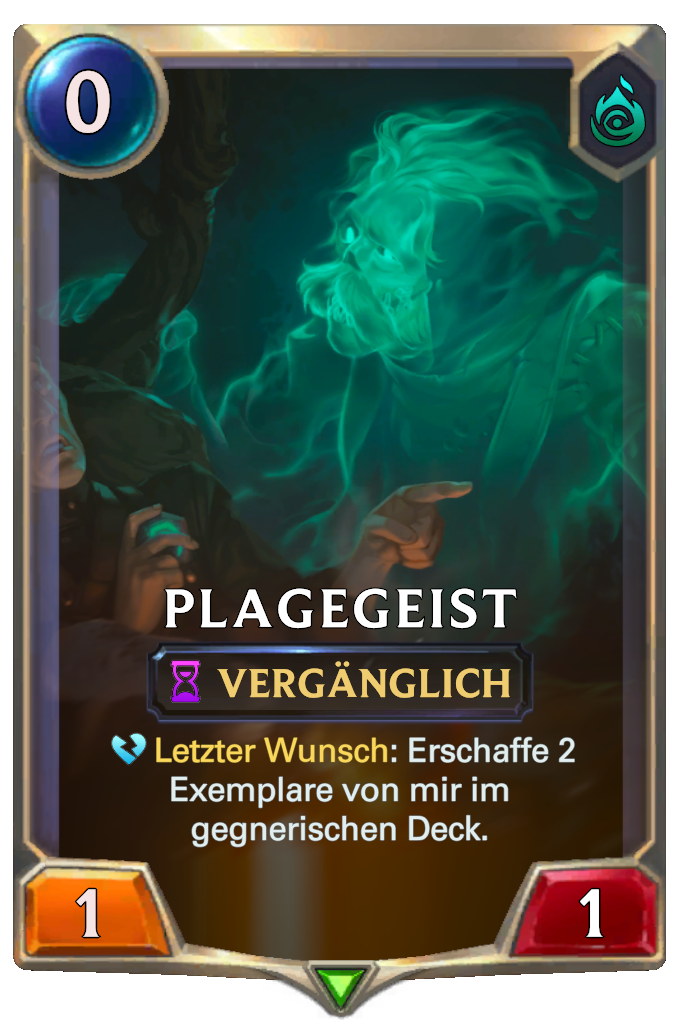 0
PLAGEGEIST
VERGÄNGLICH
Letzter Wunsch: Erschaffe 2
Exemplare von mir im
gegnerischen Deck.
1
1